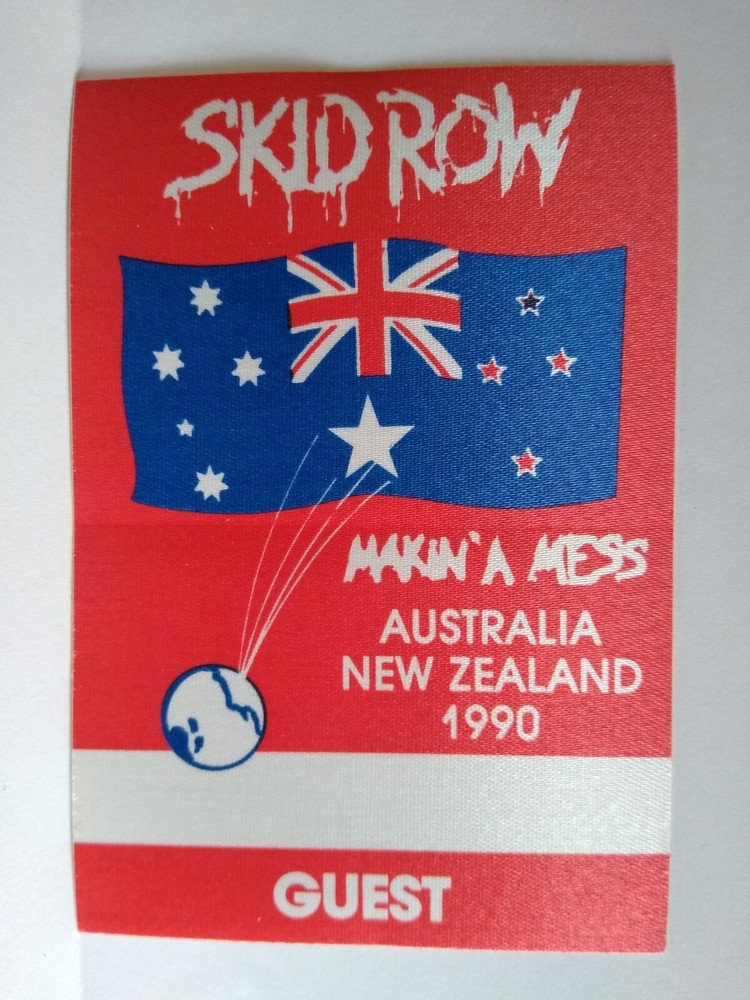 SKID ROW
MAKIN' A MESS
AUSTRALIA
NEW ZEALAND
1990
GUEST